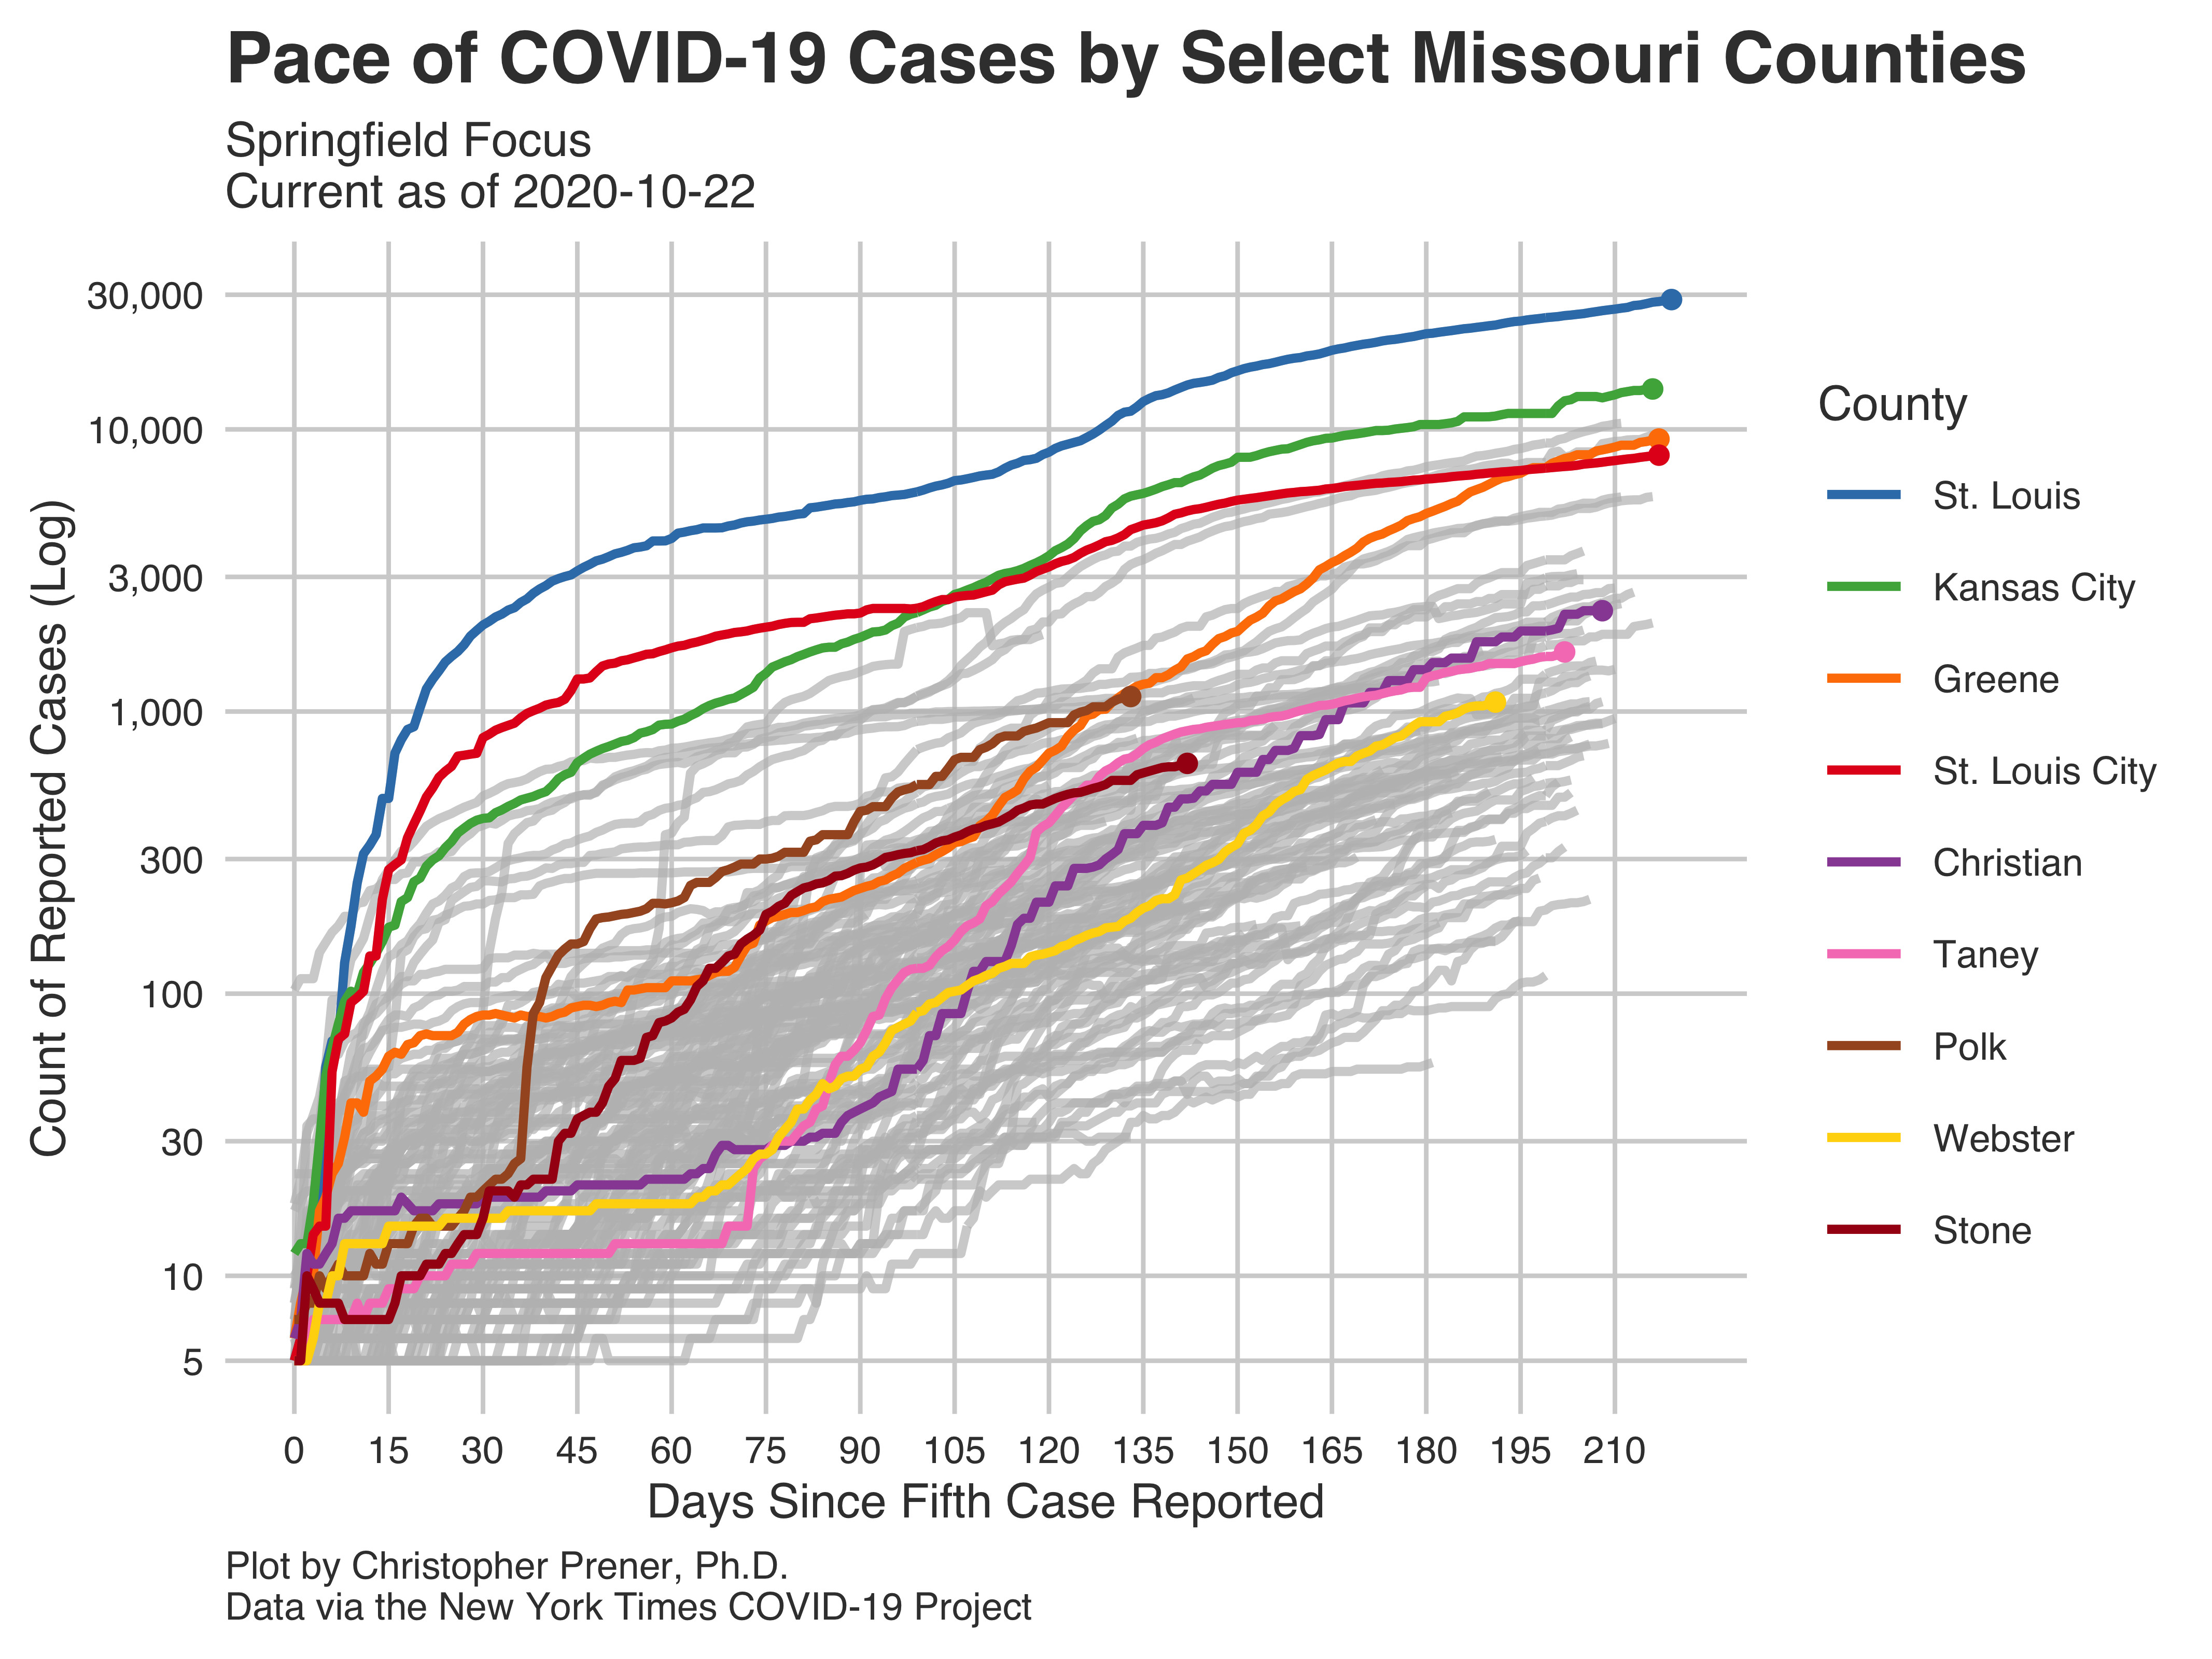 Pace of COVID-19 Cases by Select Missouri Counties
Springfield Focus
Current as of 2020-10-22
Count of Reported Cases (Log)
30,000
10,000
3,000
1,000
300
100
30
10
5
0 15 30 45 60 75 90 105 120 135 150 165 180 195 210
Days Since Fifth Case Reported
County
St. Louis
Kansas City
Greene
St. Louis City
Christian
Taney
Polk
Webster
Stone
Plot by Christopher Prener, Ph.D.
Data via the New York Times COVID-19 Project